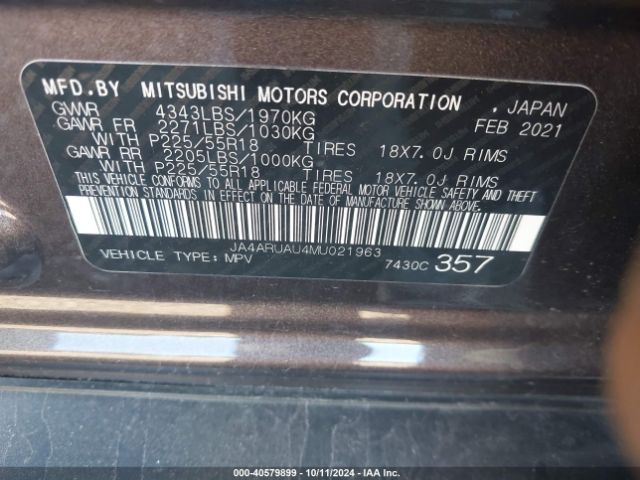 MFD.BY MITSUBISHI MOTORS CORPORATION . JAPAN
GWWR 4343LBS/1970KG FEB 2021
GAWR FR 2271LBS/1030KG
WITH P225/55R18 TIRES 18X7.0J RIMS
GAWR RR 2205LBS/1000KG
WITH P225/55R18 TIRES 18X7.0J RIMS
THIS VEHICLE CONFORMS TO ALL APPLICABLE FEDERAL MOTOR VEHICLE SAFETY AND THEFT
PREVENTION STANDARDS IN EFFECT ON THE DATE OF MANUFACTURE SHOWN ABOVE.
JA4ARUAU4MU021963
VEHICLE TYPE: MPV 7430C 357
000-40579899 - 10/11/2024 - IAA Inc.